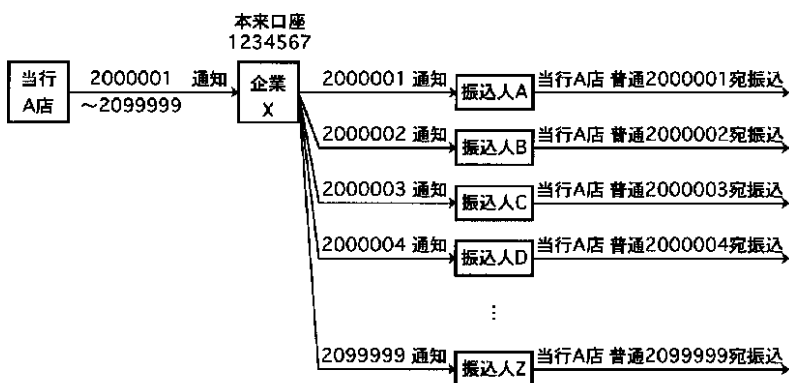 本来口座
1234567
当行
A店
2000001 通知
～2099999
企業
X
2000001 通知
振込人A
当行A店 普通2000001宛振込
2000002 通知
振込人B
当行A店 普通2000002宛振込
2000003 通知
振込人C
当行A店 普通2000003宛振込
2000004 通知
振込人D
当行A店 普通2000004宛振込
⋮
2099999 通知
振込人Z
当行A店 普通2099999宛振込